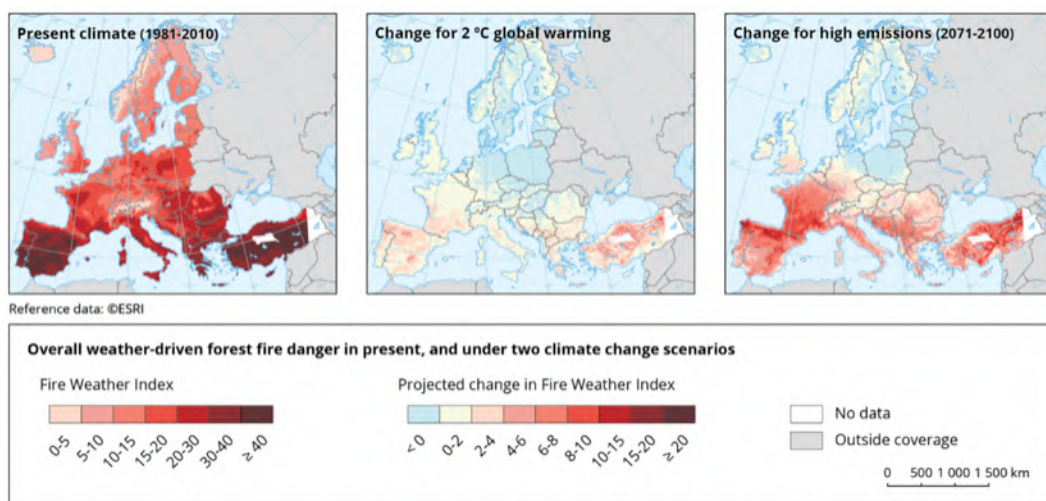 Present climate (1981-2010)
Change for 2 °C global warming
Change for high emissions (2071-2100)
Reference data: ©ESRI
Overall weather-driven forest fire danger in present, and under two climate change scenarios
Fire Weather Index
0-5
5-10
10-15
15-20
20-30
30-40
≥ 40
Projected change in Fire Weather Index
< 0
0-2
2-4
4-6
6-8
8-10
10-15
15-20
≥ 20
No data
Outside coverage
0 500 1 000 1 500 km